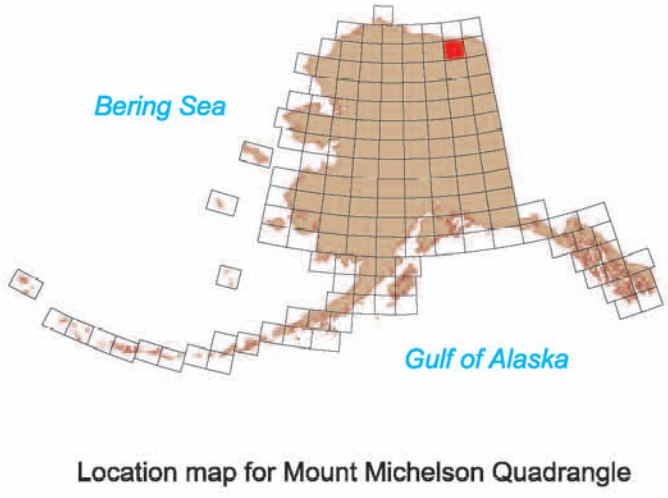 Bering Sea
Gulf of Alaska
Location map for Mount Michelson Quadrangle